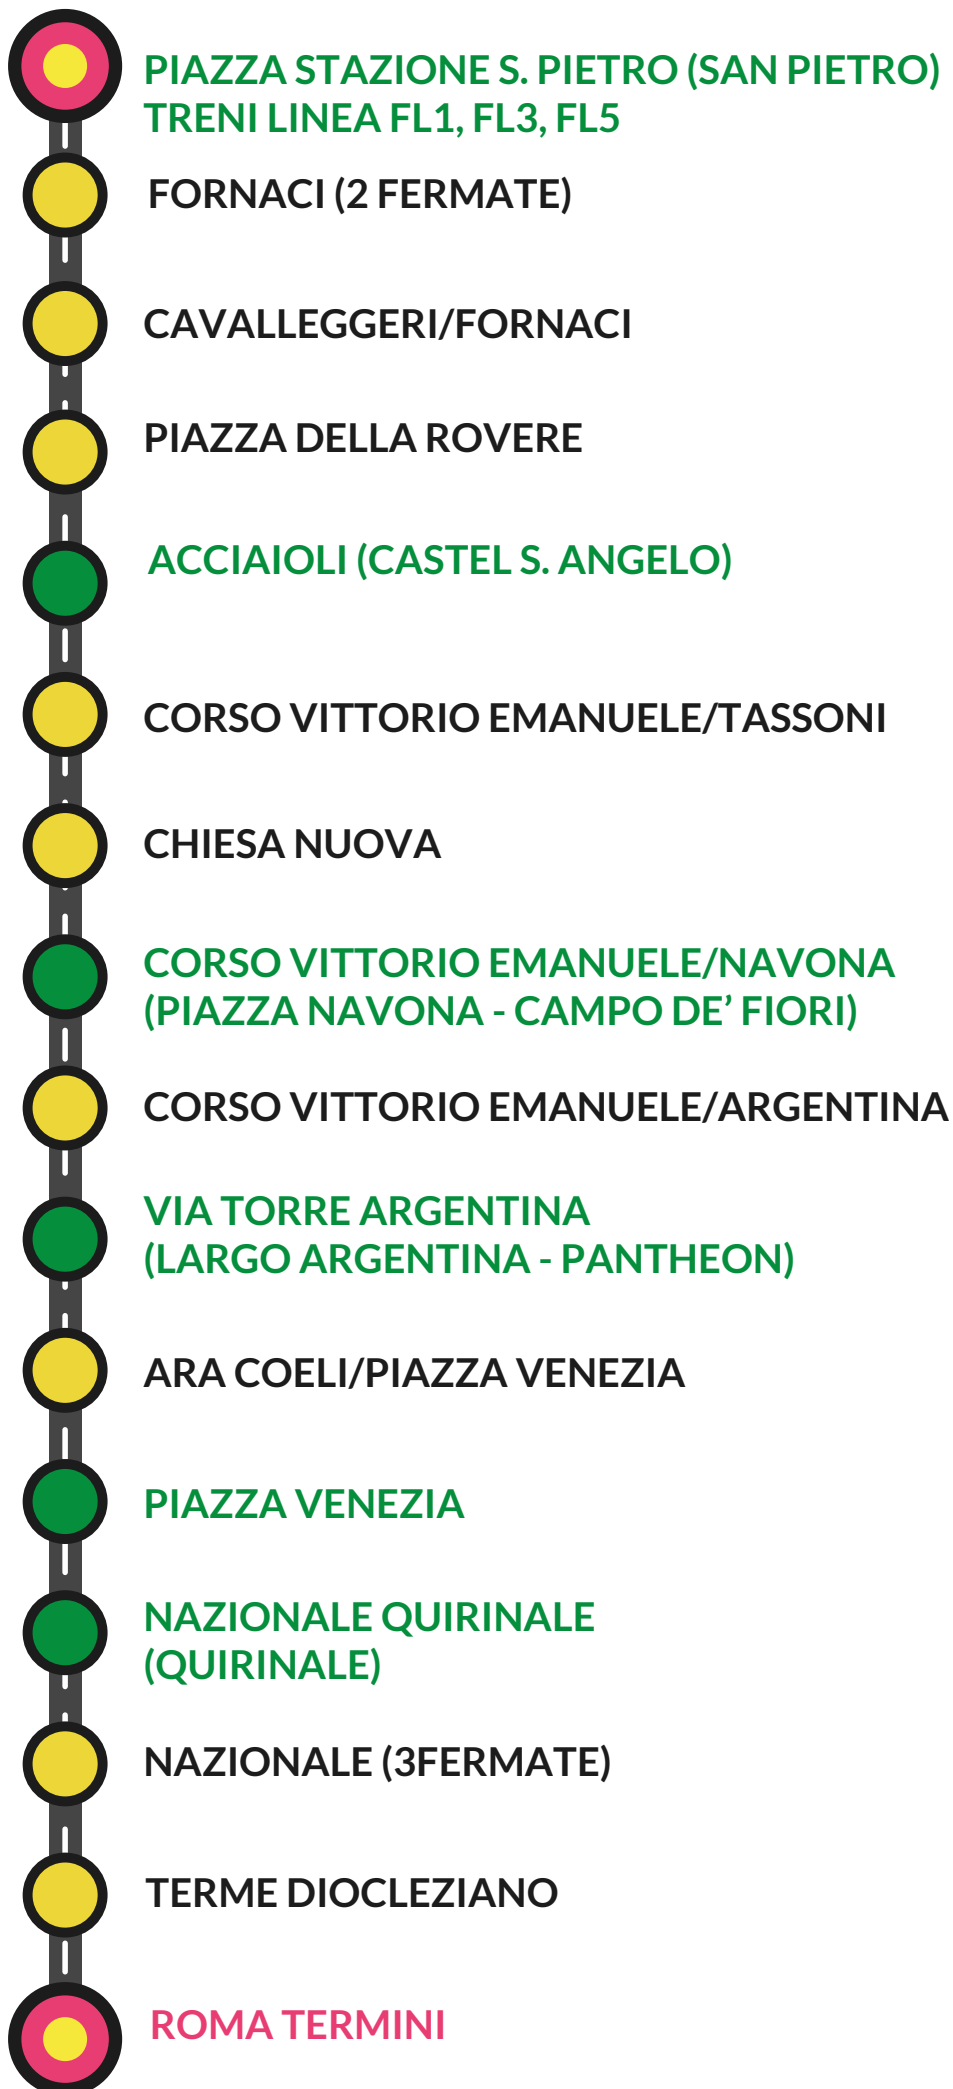 PIAZZA STAZIONE S. PIETRO (SAN PIETRO)
TRENI LINEA FL1, FL3, FL5
FORNACI (2 FERMATE)
CAVALLEGGERI/FORNACI
PIAZZA DELLA ROVERE
ACCIAIOLI (CASTEL S. ANGELO)
CORSO VITTORIO EMANUELE/TASSONI
CHIESA NUOVA
CORSO VITTORIO EMANUELE/NAVONA
(PIAZZA NAVONA - CAMPO DE’ FIORI)
CORSO VITTORIO EMANUELE/ARGENTINA
VIA TORRE ARGENTINA
(LARGO ARGENTINA - PANTHEON)
ARA COELI/PIAZZA VENEZIA
PIAZZA VENEZIA
NAZIONALE QUIRINALE
(QUIRINALE)
NAZIONALE (3FERMATE)
TERME DIOCLEZIANO
ROMA TERMINI